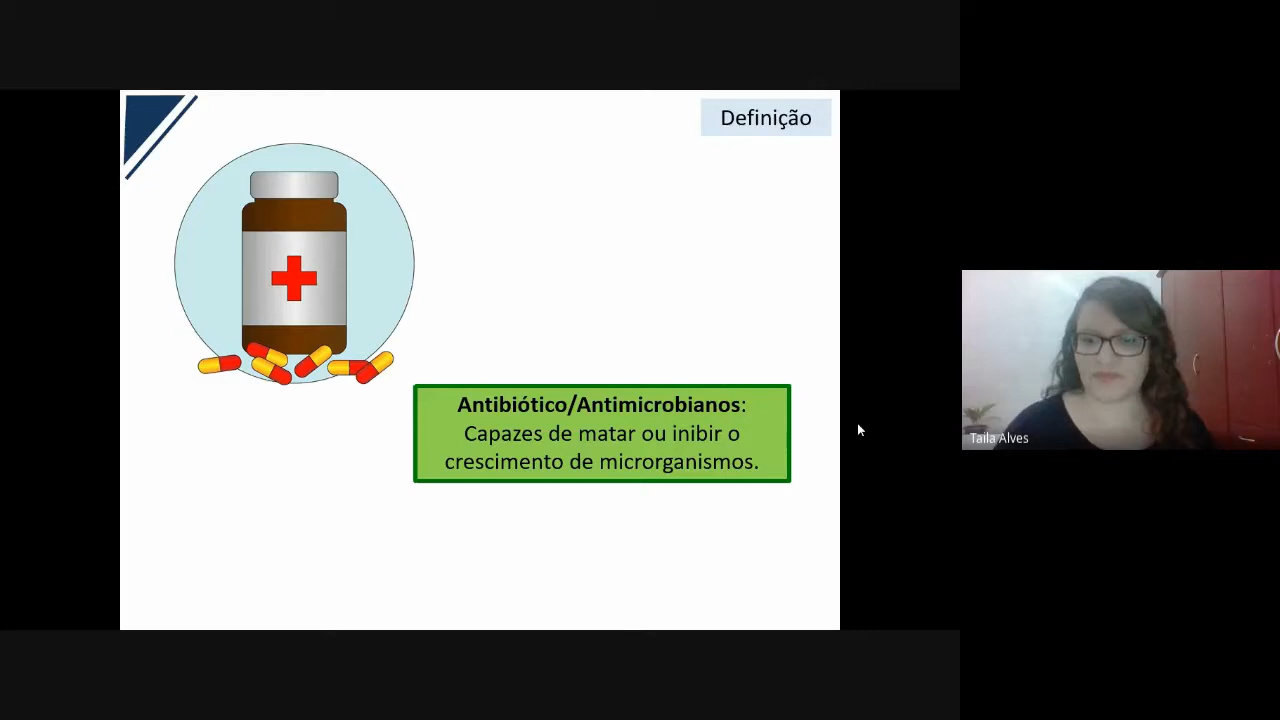 Definição
Antibiótico/Antimicrobianos:
Capazes de matar ou inibir o
crescimento de microrganismos.
Taila Alves